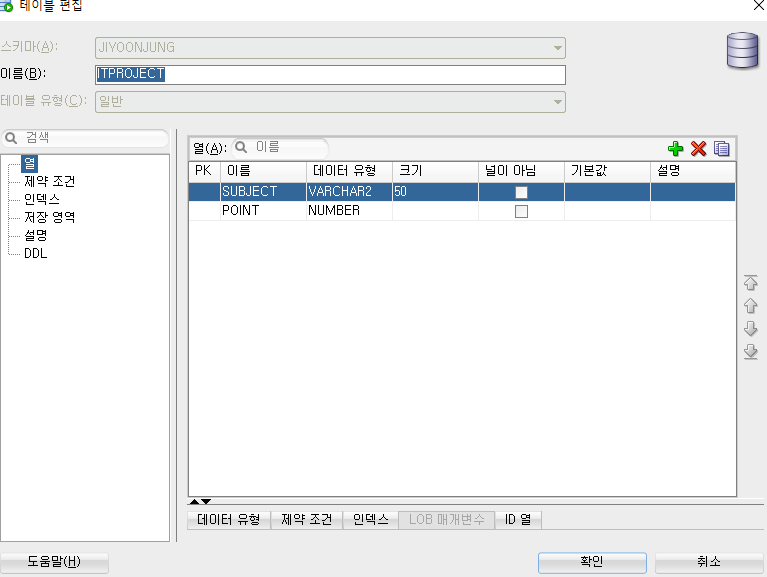 테이블 편집
스키마(A): JIYOONJUNG
이름(B): ITPROJECT
테이블 유형(C): 일반
검색
열
제약 조건
인덱스
저장 영역
설명
DDL
열(A): 이름
PK 이름 데이터 유형 크기 널이 아님 기본값 설명
SUBJECT VARCHAR2 50
POINT NUMBER
데이터 유형 제약 조건 인덱스 LOB 매개변수 ID 열
도움말(H) 확인 취소